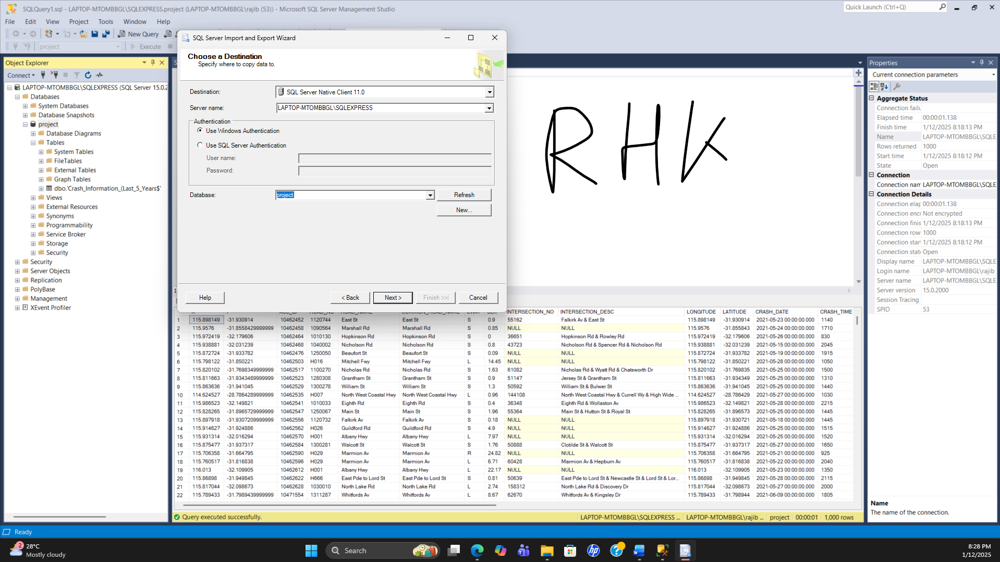 SQLQuery1.sql - LAPTOP-MTOMBBGL\SQLEXPRESS.project (LAPTOP-MTOMBBGL\rajib (53)) - Microsoft SQL Server Management Studio
Quick Launch (Ctrl+Q)
File Edit View Project Tools Window Help
New Query
project Execute
SQL Server Import and Export Wizard
Choose a Destination
Specify where to copy data to.
Destination: SQL Server Native Client 11.0
Server name: LAPTOP-MTOMBBGL\SQLEXPRESS
Authentication
Use Windows Authentication
Use SQL Server Authentication
User name:
Password:
Database: project Refresh
New...
Help < Back Next > Finish >>| Cancel
Object Explorer
Connect
LAPTOP-MTOMBBGL\SQLEXPRESS (SQL Server 15.0.2
Databases
System Databases
Database Snapshots
project
Database Diagrams
Tables
System Tables
FileTables
External Tables
Graph Tables
dbo.'Crash_Information_(Last_5_Years$'
Views
External Resources
Synonyms
Programmability
Service Broker
Storage
Security
Security
Server Objects
Replication
PolyBase
Management
XEvent Profiler
RHK
INTERSECTION_NO INTERSECTION_DESC LONGITUDE LATITUDE CRASH_DATE CRASH_TIME
1 115.898149 -31.930914 10462452 1120744 East St East St S 0.9 55162 Falkirk Av & East St 115.898149 -31.930914 2021-05-23 00:00:00.000 1140
2 115.9576 -31.8558429999999 10462458 1090564 Marshall Rd Marshall Rd S 0.85 NULL NULL 115.9576 -31.855843 2021-05-24 00:00:00.000 1710
3 115.972419 -32.179606 10462464 1010130 Hopkinson Rd Hopkinson Rd S 0 36651 Hopkinson Rd & Rowley Rd 115.972419 -32.179606 2021-05-26 00:00:00.000 830
4 115.938881 -32.031239 10462468 1040002 Nicholson Rd Nicholson Rd S 0.8 43723 Nicholson Rd & Spencer Rd & Nicholson Rd 115.938881 -32.031239 2021-05-15 00:00:00.000 2045
5 115.872724 -31.933782 10462476 1250050 Beaufort St Beaufort St S 0.09 NULL NULL 115.872724 -31.933782 2021-05-19 00:00:00.000 1915
6 115.798122 -31.850221 10462503 H016 Mitchell Fwy Mitchell Fwy L 14.45 NULL NULL 115.798122 -31.850221 2021-05-28 00:00:00.000 1050
7 115.820102 -31.7698349999999 10462517 1100270 Nicholas Rd Nicholas Rd S 1.63 61082 Nicholas Rd & Wyatt Rd & Chatsworth Dr 115.820102 -31.769835 2021-05-25 00:00:00.000 1500
8 115.811663 -31.9343489999999 10462523 1280308 Grantham St Grantham St S 0.9 51147 Jersey St & Grantham St 115.811663 -31.934349 2021-05-25 00:00:00.000 1310
9 115.863636 -31.941045 10462529 1300278 William St William St S 1.3 50592 William St & Bulwer St 115.863636 -31.941045 2021-05-25 00:00:00.000 1440
10 114.624527 -28.7864289999999 10462535 H007 North West Coastal Hwy North West Coastal Hwy L 0.96 144108 North West Coastal Hwy & Currell Wy & High Wide ... 114.624527 -28.786429 2021-05-27 00:00:00.000 1030
11 115.986523 -32.149821 10462541 1010033 Eighth Rd Eighth Rd S 0.4 36348 Eighth Rd & Wollaston Av 115.986523 -32.149821 2021-05-28 00:00:00.000 2215
12 115.828265 -31.8965729999999 10462547 1250067 Main St Main St S 1.96 55364 Main St & Hutton St & Royal St 115.828265 -31.896573 2021-05-25 00:00:00.000 1445
13 115.897918 -31.9307209999999 10462556 1120732 Falkirk Av Falkirk Av S 0.18 NULL NULL 115.897918 -31.930721 2021-05-18 00:00:00.000 1445
14 115.914627 -31.924886 10462562 H026 Guildford Rd Guildford Rd S 4.9 NULL NULL 115.914627 -31.924886 2021-05-25 00:00:00.000 1515
15 115.931314 -32.016294 10462570 H001 Albany Hwy Albany Hwy L 7.97 NULL NULL 115.931314 -32.016294 2021-05-25 00:00:00.000 1520
16 115.875477 -31.937317 10462584 1300281 Walcott St Walcott St S 1.76 50888 Clotilde St & Walcott St 115.875477 -31.937317 2021-05-27 00:00:00.000 1650
17 115.706358 -31.664795 10462590 H029 Marmion Av Marmion Av R 24.82 NULL NULL 115.706358 -31.664795 2021-05-21 00:00:00.000 925
18 115.760517 -31.816838 10462596 H029 Marmion Av Marmion Av L 6.71 60428 Marmion Av & Hepburn Av 115.760517 -31.816838 2021-05-22 00:00:00.000 2040
19 116.013 -32.109905 10462612 H001 Albany Hwy Albany Hwy L 22.17 NULL NULL 116.013 -32.109905 2021-05-23 00:00:00.000 1350
20 115.86898 -31.949845 10462622 H666 East Pde to Lord St East Pde to Lord St S 0.81 50639 East Pde to Lord St & Newcastle St & Lord St & Lor... 115.86898 -31.949845 2021-05-28 00:00:00.000 2115
21 115.817044 -32.098673 10462628 1030010 North Lake Rd North Lake Rd L 2.74 158312 North Lake Rd & Discovery Dr 115.817044 -32.098673 2021-05-27 00:00:00.000 2000
22 115.789433 -31.7989439999999 10471554 1311287 Whitfords Av Whitfords Av L 8.67 62670 Whitfords Av & Kingsley Dr 115.789433 -31.798944 2021-06-09 00:00:00.000 1805
Query executed successfully. LAPTOP-MTOMBBGL\SQLEXPRESS ... LAPTOP-MTOMBBGL\rajib ... project 00:00:01 1,000 rows
Properties
Current connection parameters
Aggregate Status
Connection failu
Elapsed time 00:00:01.138
Finish time 1/12/2025 8:18:13 PM
Name LAPTOP-MTOMBBGL\SQLE
Rows returned 1000
Start time 1/12/2025 8:18:12 PM
State Open
Connection
Connection nam LAPTOP-MTOMBBGL\SQLE
Connection Details
Connection elap 00:00:01.138
Connection encr Not encrypted
Connection finis 1/12/2025 8:18:13 PM
Connection row 1000
Connection star 1/12/2025 8:18:12 PM
Connection stat Open
Display name LAPTOP-MTOMBBGL\SQLE
Login name LAPTOP-MTOMBBGL\rajib
Server name LAPTOP-MTOMBBGL\SQLE
Server version 15.0.2000
Session Tracing
SPID 53
Name
The name of the connection.
Ready
2 28°C
Mostly cloudy
Search
8:28 PM
1/12/2025